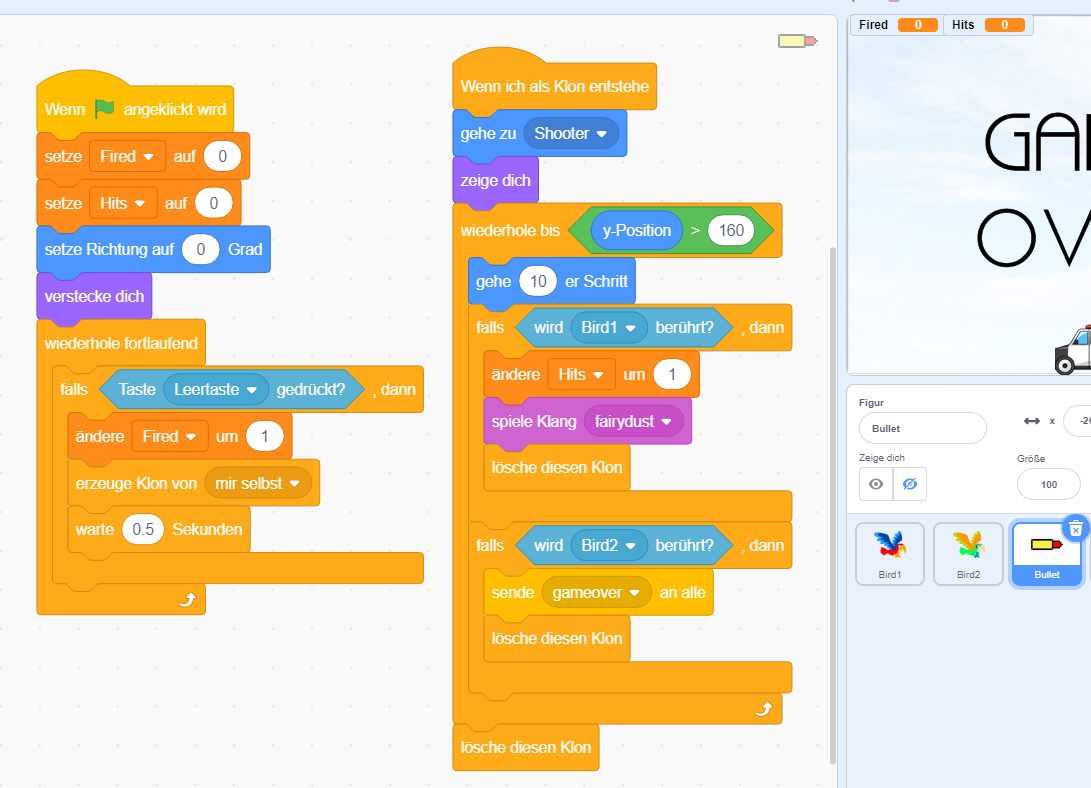 Wenn angeklickt wird
setze Fired auf 0
setze Hits auf 0
setze Richtung auf 0 Grad
verstecke dich
wiederhole fortlaufend
falls Taste Leertaste gedrückt? , dann
ändere Fired um 1
erzeuge Klon von mir selbst
warte 0.5 Sekunden
Wenn ich als Klon entstehe
gehe zu Shooter
zeige dich
wiederhole bis y-Position > 160
gehe 10 er Schritt
falls wird Bird1 berührt? , dann
ändere Hits um 1
spiele Klang fairydust
lösche diesen Klon
falls wird Bird2 berührt? , dann
sende gameover an alle
lösche diesen Klon
lösche diesen Klon
Fired 0 Hits 0
GA
OV
Figur
Bullet
x
Zeige dich
Größe
100
Bird1
Bird2
Bullet